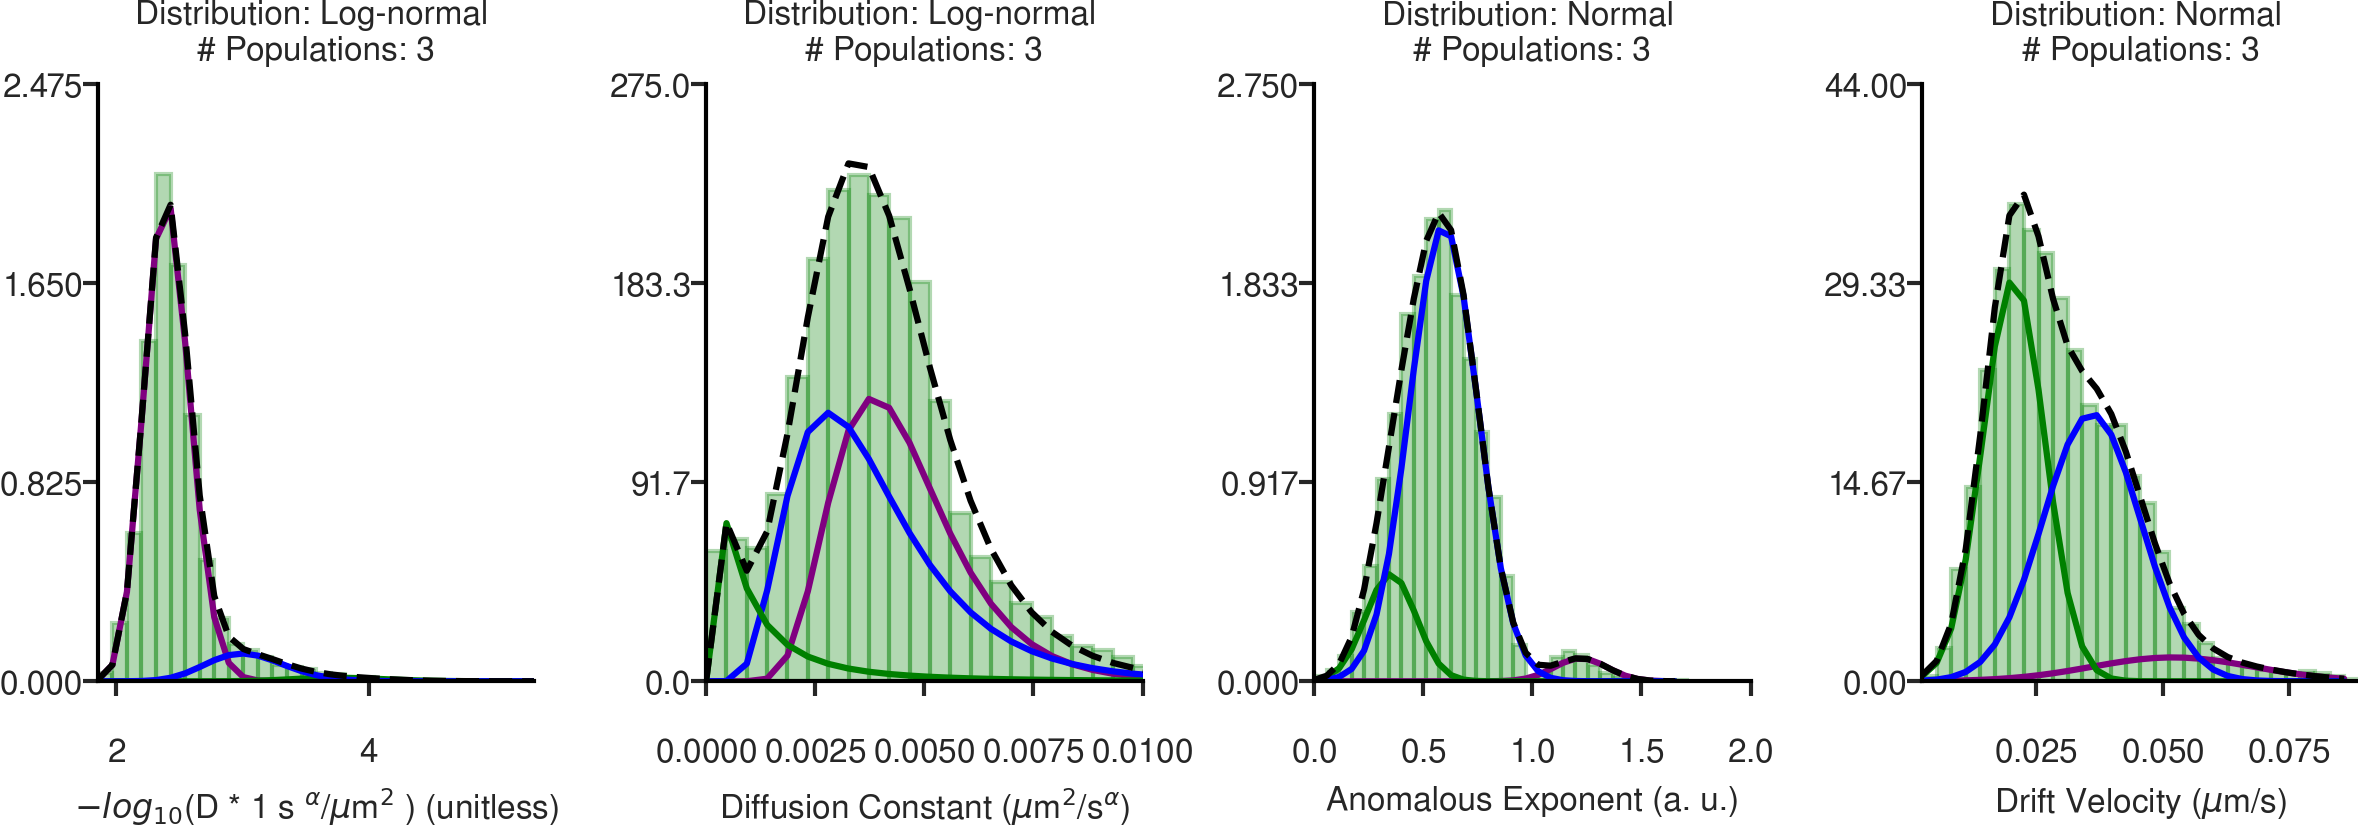 Distribution: Log-normal
# Populations: 3
2.475
1.650
0.825
0.000
2 4
−log₁₀(D * 1 s ᵅ/μm² ) (unitless)
Distribution: Log-normal
# Populations: 3
275.0
183.3
91.7
0.0
0.0000 0.0025 0.0050 0.0075 0.0100
Diffusion Constant (μm²/sᵅ)
Distribution: Normal
# Populations: 3
2.750
1.833
0.917
0.000
0.0 0.5 1.0 1.5 2.0
Anomalous Exponent (a. u.)
Distribution: Normal
# Populations: 3
44.00
29.33
14.67
0.00
0.025 0.050 0.075
Drift Velocity (μm/s)